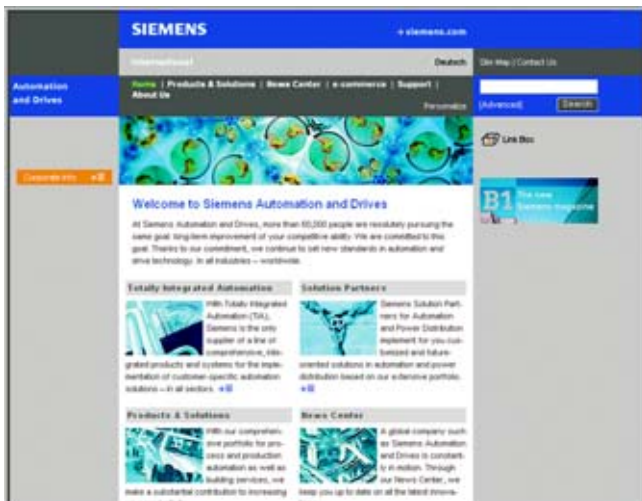 SIEMENS
→ siemens.com
International
Deutsch
Site Map / Contact Us
Automation
and Drives
Home | Products & Solutions | News Center | e-commerce | Support |
About Us
Personalize
[Advanced]
Search
Link Box
Corporate Info
B1 The new
Siemens magazine
Welcome to Siemens Automation and Drives
At Siemens Automation and Drives, more than 60,000 people are resolutely pursuing the
same goal: long-term improvement of your competitive ability. We are committed to this
goal. Thanks to our commitment, we continue to set new standards in automation and
drive technology. In all industries – worldwide.
Totally Integrated Automation
With Totally Integrated
Automation (TIA),
Siemens is the only
supplier of a line of
comprehensive, inte-
grated products and systems for the imple-
mentation of customer-specific automation
solutions – in all sectors.
Solution Partners
Siemens Solution Part-
ners for Automation
and Power Distribution
implement for you cus-
tomized and future-
oriented solutions in automation and power
distribution based on our extensive portfolio.
Products & Solutions
With our comprehen-
sive portfolio for pro-
cess and production
automation as well as
building services, we
make a substantial contribution to increasing
News Center
A global company such
as Siemens Automation
and Drives is constant-
ly in motion. Through
our News Center, we
keep you up to date on all the latest innova-